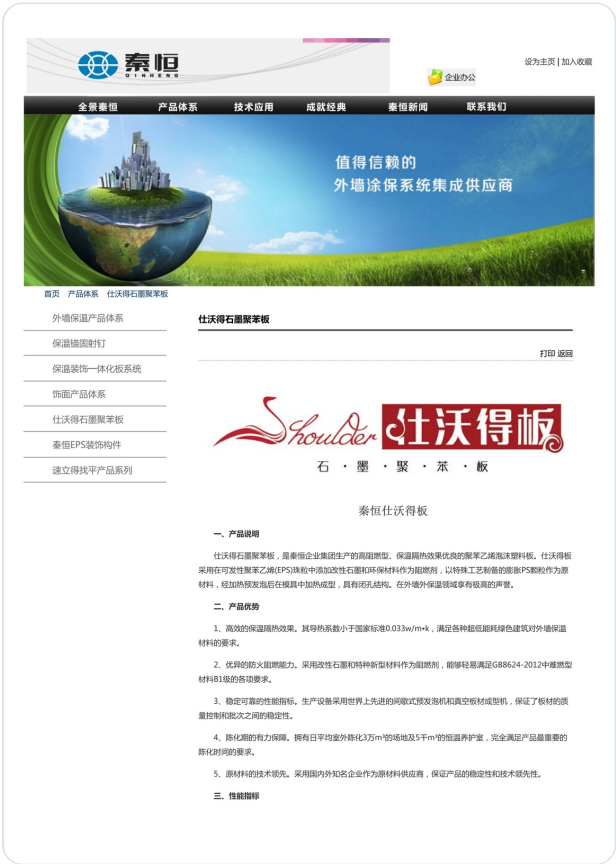 秦恒
QINHENG
设为主页 | 加入收藏
企业办公
全景秦恒 产品体系 技术应用 成就经典 秦恒新闻 联系我们
值得信赖的
外墙涂保系统集成供应商
首页 产品体系 仕沃得石墨聚苯板
外墙保温产品体系
保温锚固射钉
保温装饰一体化板系统
饰面产品体系
仕沃得石墨聚苯板
秦恒EPS装饰构件
速立得找平产品系列
仕沃得石墨聚苯板
打印 返回
Shoulder 仕沃得板
石·墨·聚·苯·板
秦恒仕沃得板
一、产品说明
仕沃得石墨聚苯板，是秦恒企业集团生产的高阻燃型、保温隔热效果优良的聚苯乙烯泡沫塑料板。仕沃得板
采用在可发性聚苯乙烯(EPS)珠粒中添加改性石墨和环保材料作为阻燃剂，以特殊工艺制备的膨胀PS颗粒作为原
材料，经加热预发泡后在模具中加热成型，具有闭孔结构。在外墙外保温领域享有极高的声誉。
二、产品优势
1、高效的保温隔热效果。其导热系数小于国家标准0.033w/m•k，满足各种超低能耗绿色建筑对外墙保温
材料的要求。
2、优异的防火阻燃能力。采用改性石墨和特种新型材料作为阻燃剂，能够轻易满足GB8624-2012中难燃型
材料B1级的各项要求。
3、稳定可靠的性能指标。生产设备采用世界上先进的间歇式预发泡机和真空板材成型机，保证了板材的质
量控制和批次之间的稳定性。
4、陈化期的有力保障。拥有日平均室外陈化3万m³的场地及5千m³的恒温养护室，完全满足产品最重要的
陈化时间的要求。
5、原材料的技术领先。采用国内外知名企业作为原材料供应商，保证产品的稳定性和技术领先性。
三、性能指标